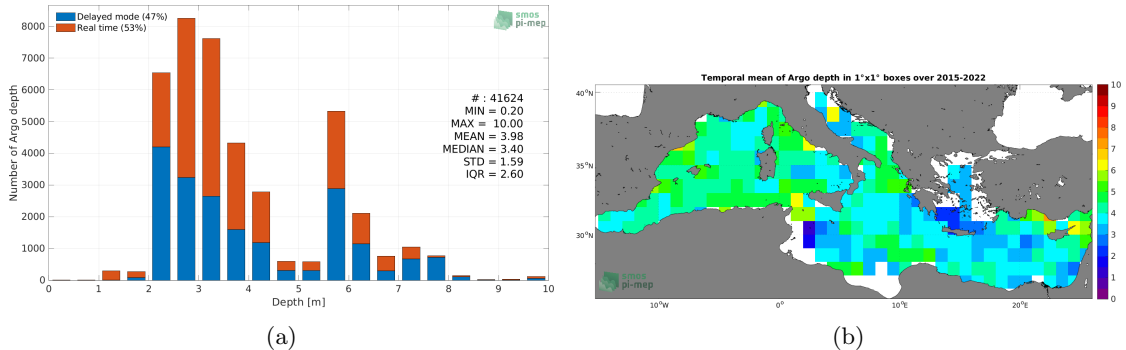 Delayed mode (47%)
Real time (53%)
smos
pi-mep
8000
7000
6000
5000
4000
3000
2000
1000
0
Number of Argo depth
# : 41624
MIN = 0.20
MAX = 10.00
MEAN = 3.98
MEDIAN = 3.40
STD = 1.59
IQR = 2.60
0 1 2 3 4 5 6 7 8 9 10
Depth [m]
(a)
Temporal mean of Argo depth in 1°x1° boxes over 2015-2022
40°N
35°N
30°N
10°W 0° 10°E 20°E
smos
pi-mep
10
9
8
7
6
5
4
3
2
1
0
(b)